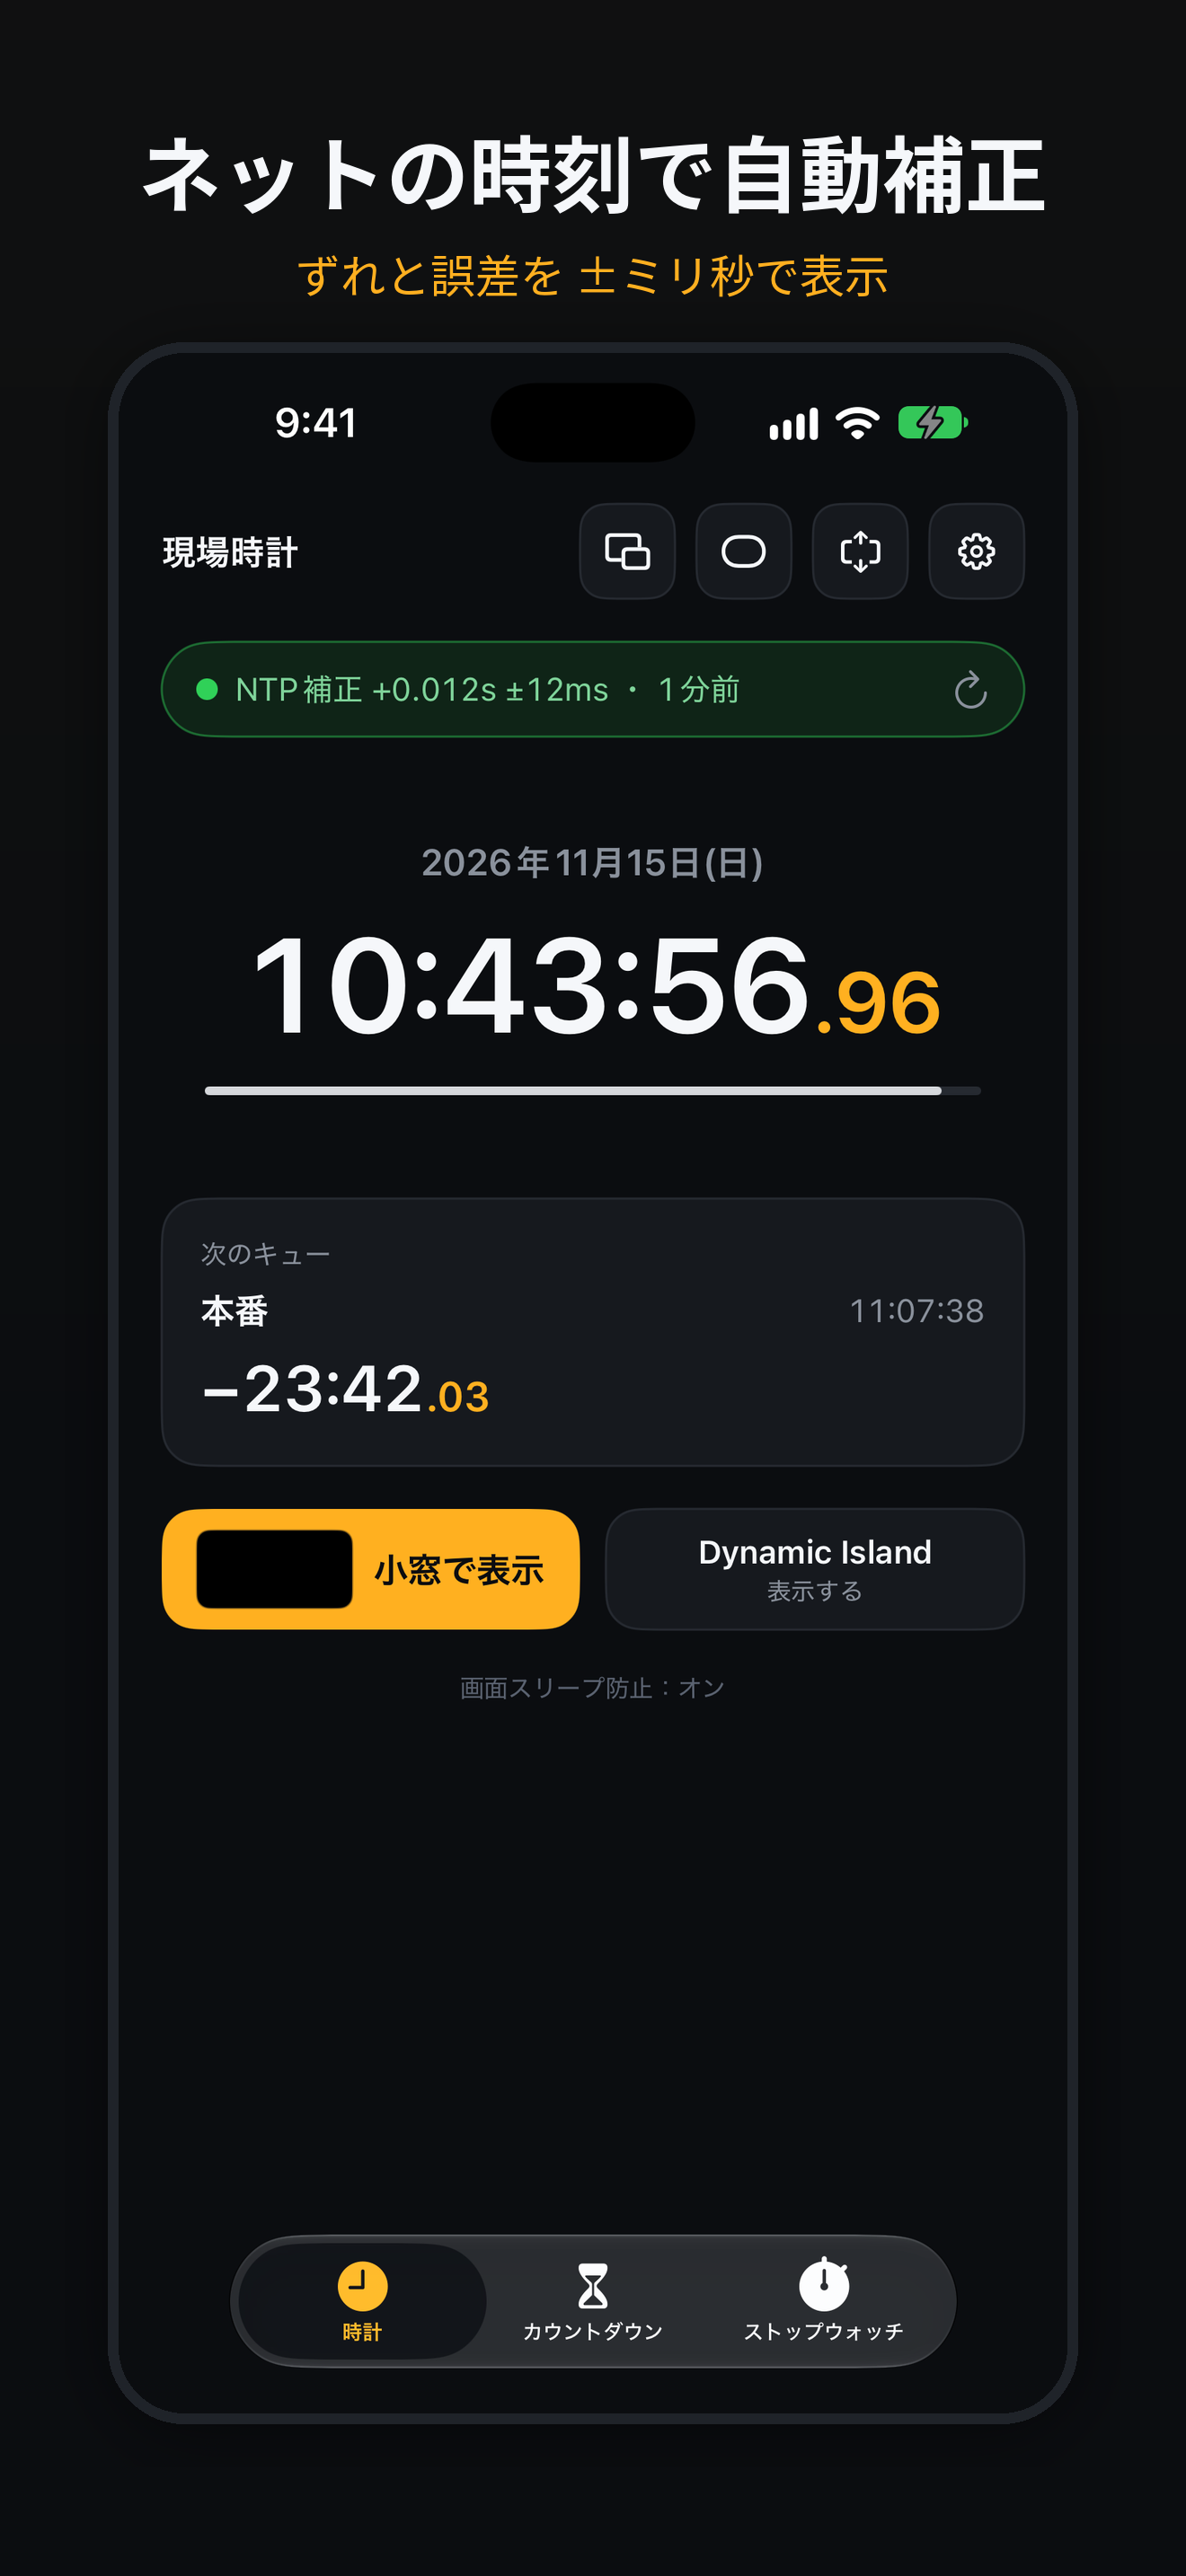 ネットの時刻で自動補正
ずれと誤差を ±ミリ秒で表示
9:41
現場時計
NTP補正 +0.012s ±12ms ・ 1分前
2026年11月15日(日)
10:43:56.96
次のキュー
本番 11:07:38
−23:42.03
小窓で表示
Dynamic Island
表示する
画面スリープ防止：オン
時計 カウントダウン ストップウォッチ